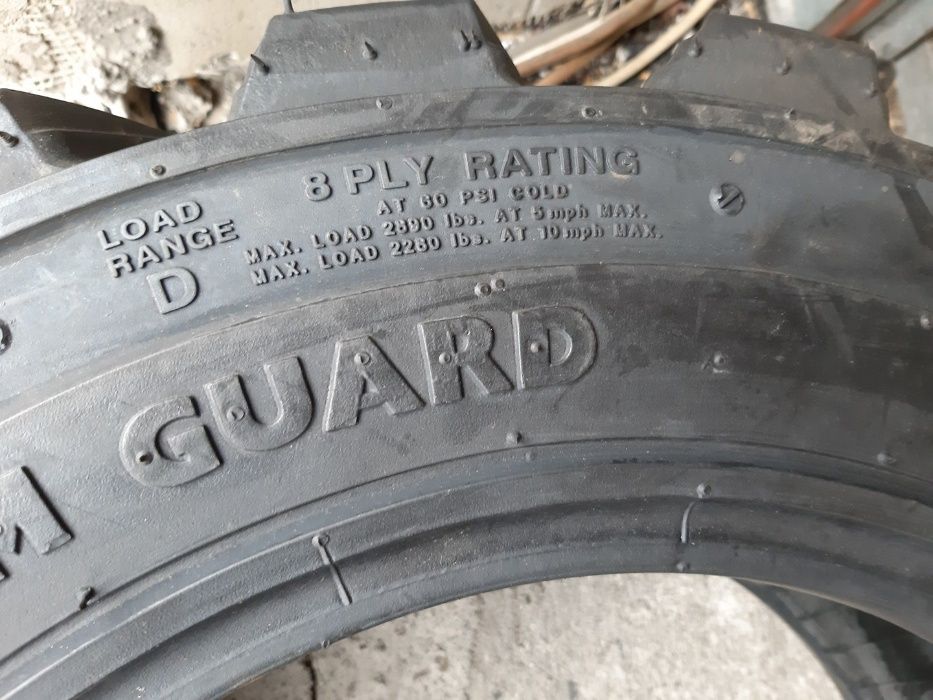 8 PLY RATING
AT 60 PSI COLD
MAX. LOAD 2890 lbs. AT 5 mph MAX.
MAX. LOAD 2280 lbs. AT 10 mph MAX.
LOAD
RANGE
D
M GUARD